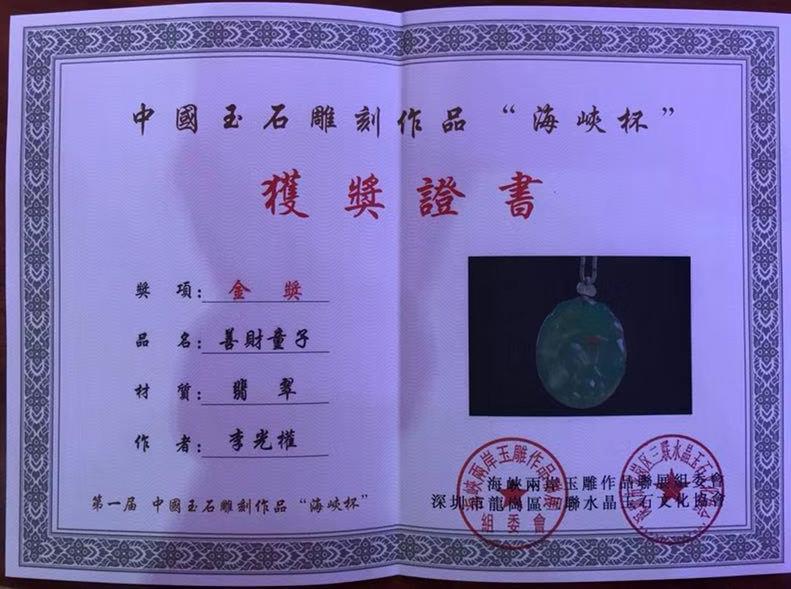 中國玉石雕刻作品“海峽杯”
獲獎證書
獎項：金獎
品名：善財童子
材質：翡翠
作者：李光權
第一届 中國玉石雕刻作品“海峽杯”
海峽兩岸玉雕作品聯展組委會
深圳市龍崗區三聯水晶玉石文化協會
組委會